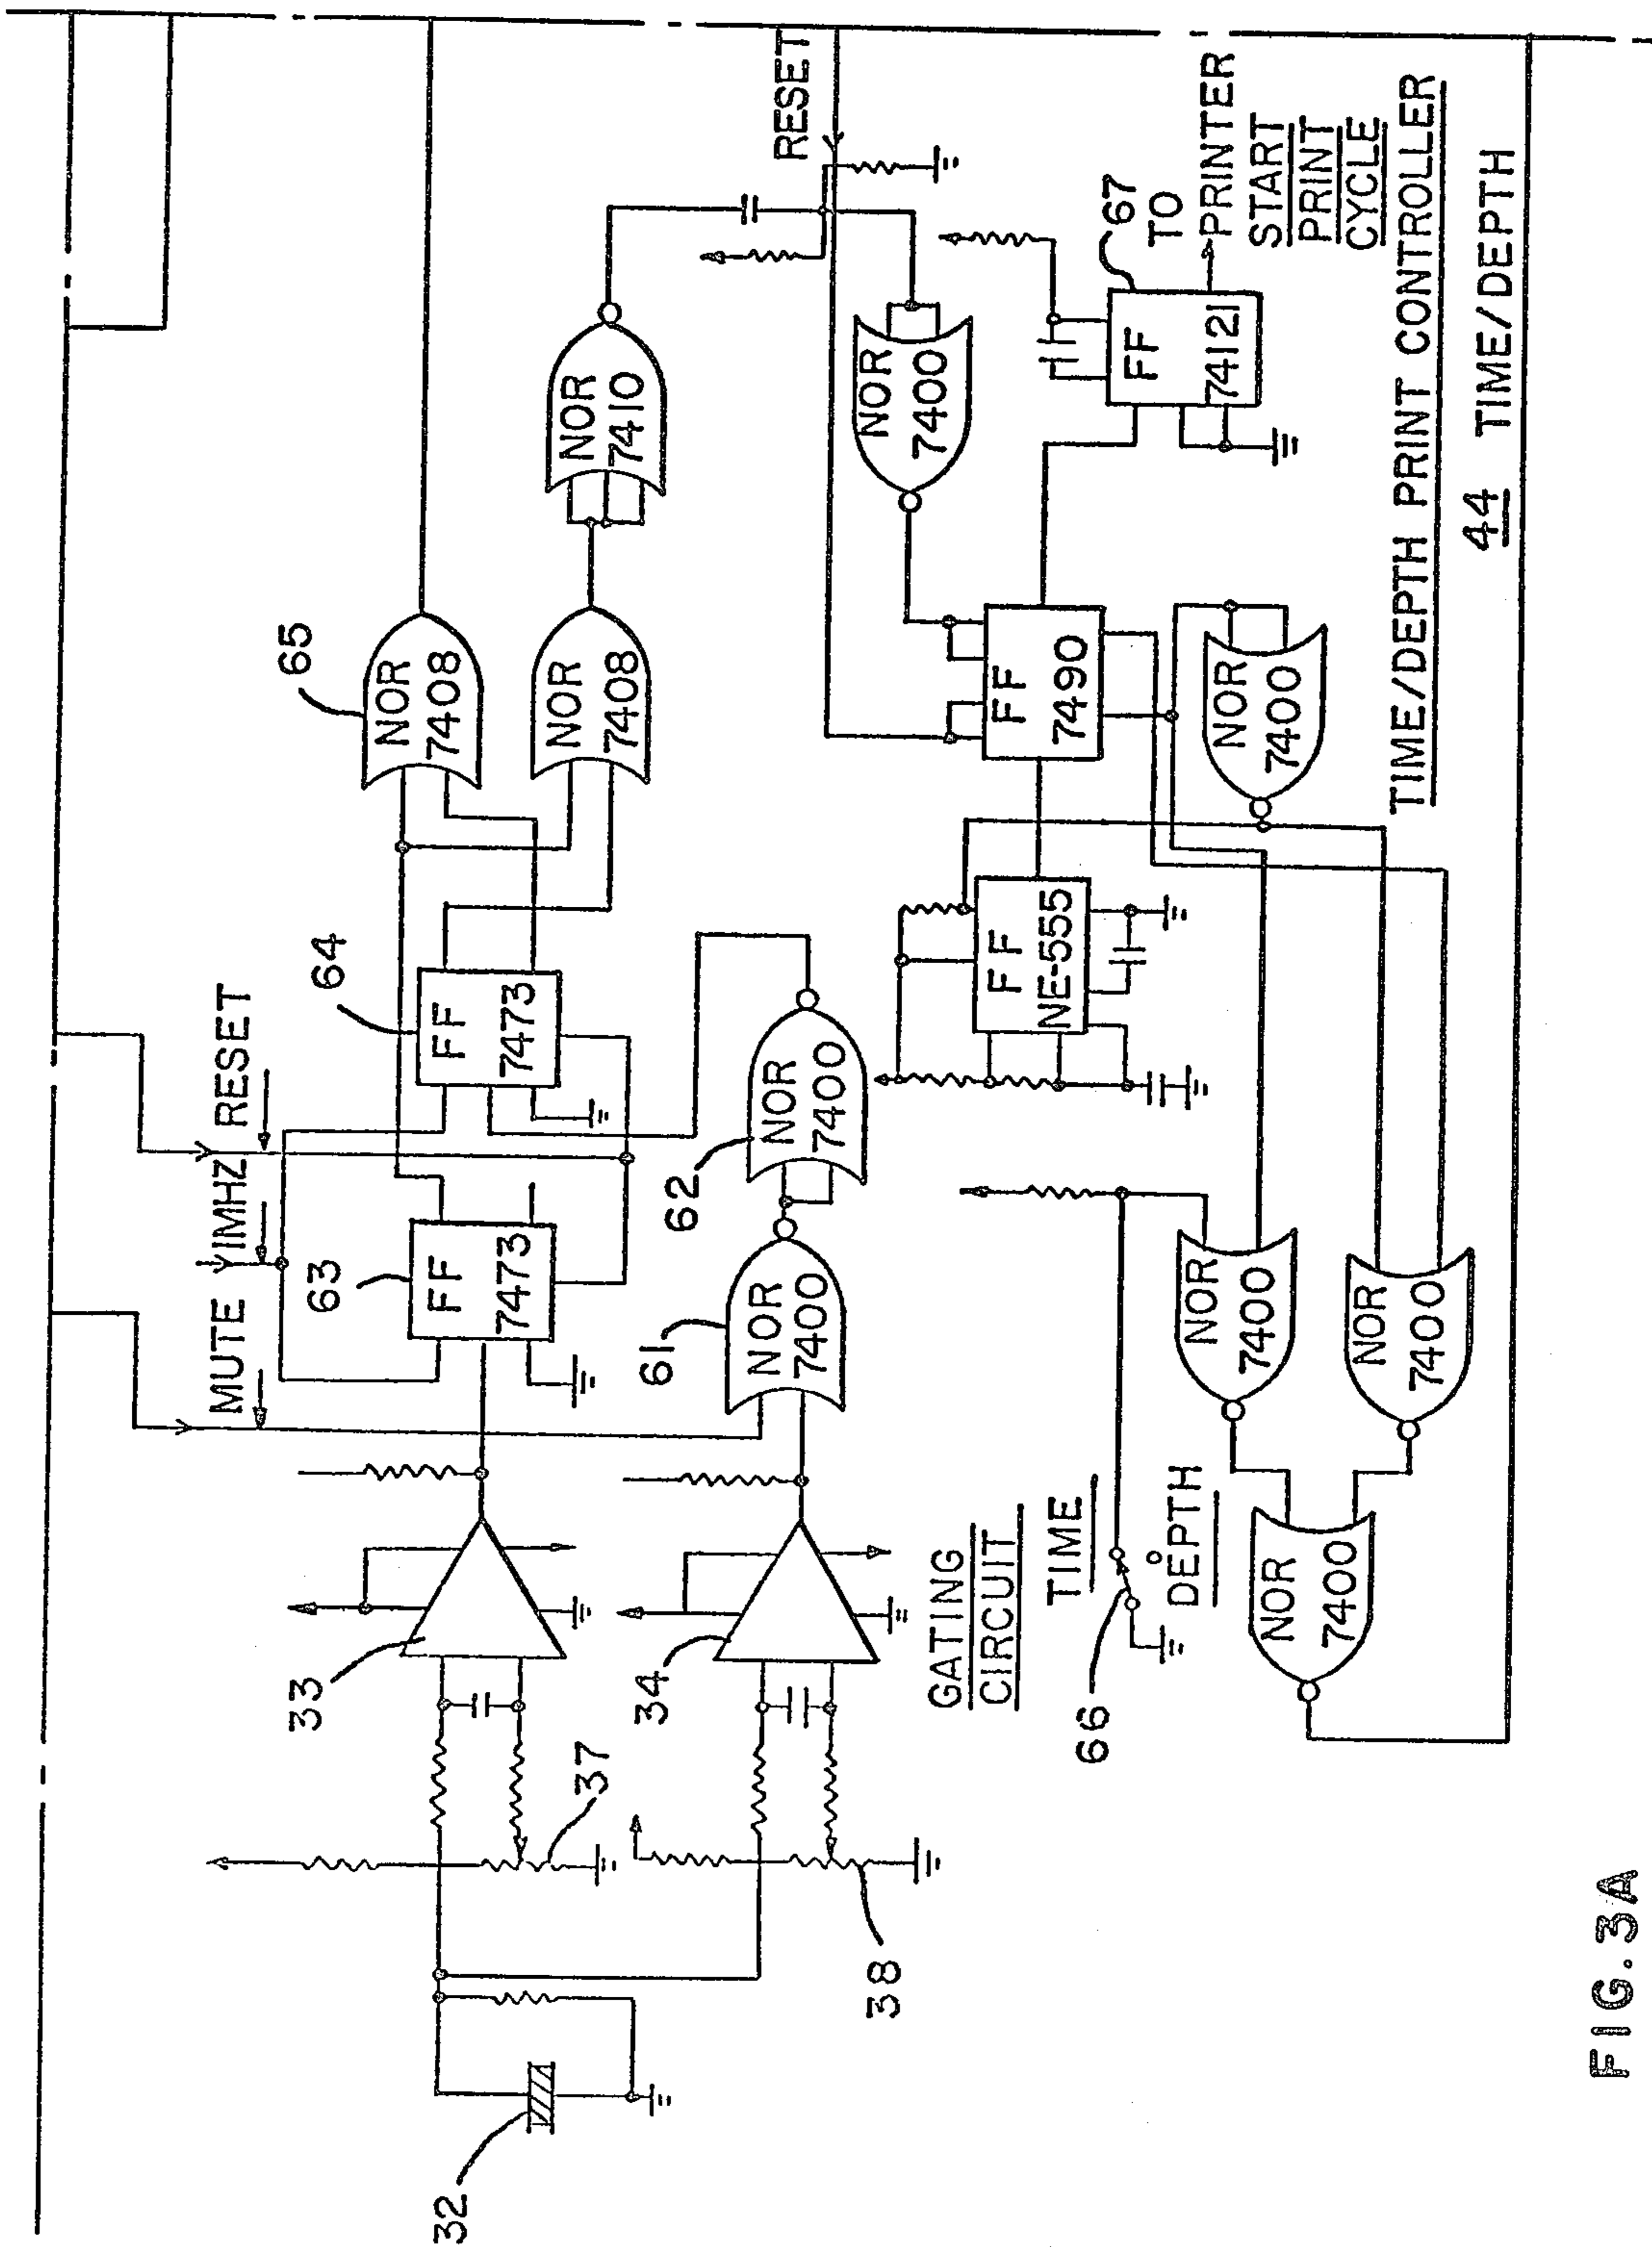 MUTE
1MHZ
RESET
33
63
64
65
NOR
7408
FF
7473
FF
7473
NOR
7408
NOR
7410
32
37
34
61
NOR
7400
62
NOR
7400
RESET
38
GATING
CIRCUIT
NOR
7400
FF
NE-555
FF
7490
FF
74121
67
TO
PRINTER
START
PRINT
CYCLE
66
TIME
DEPTH
NOR
7400
NOR
7400
NOR
7400
NOR
7400
TIME/DEPTH PRINT CONTROLLER
44 TIME/DEPTH
FIG.3A